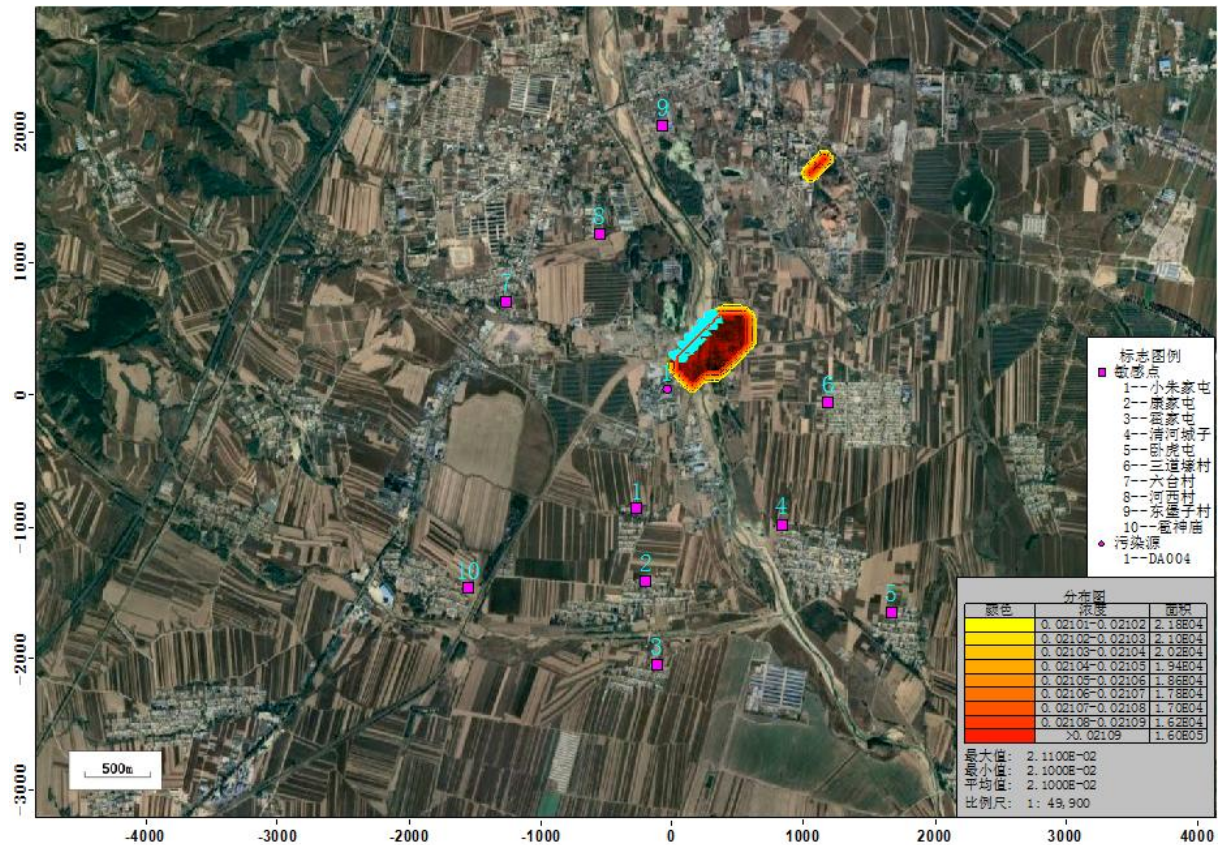 9
8
7
1
6
1
4
2
10
5
3
2000
1000
0
-1000
-2000
-3000
-4000
-3000
-2000
-1000
0
1000
2000
3000
4000
500m
标志图例
敏感点
1--小朱家屯
2--康家屯
3--崔家屯
4--清河城子
5--卧虎屯
6--三道壕村
7--六台村
8--河西村
9--东堡子村
10--雹神庙
污染源
1--DA004
分布图
颜色 浓度 面积
0.02101-0.02102 2.18E04
0.02102-0.02103 2.10E04
0.02103-0.02104 2.02E04
0.02104-0.02105 1.94E04
0.02105-0.02106 1.86E04
0.02106-0.02107 1.78E04
0.02107-0.02108 1.70E04
0.02108-0.02109 1.62E04
>0.02109 1.60E05
最大值: 2.1100E-02
最小值: 2.1000E-02
平均值: 2.1000E-02
比例尺: 1: 49,900